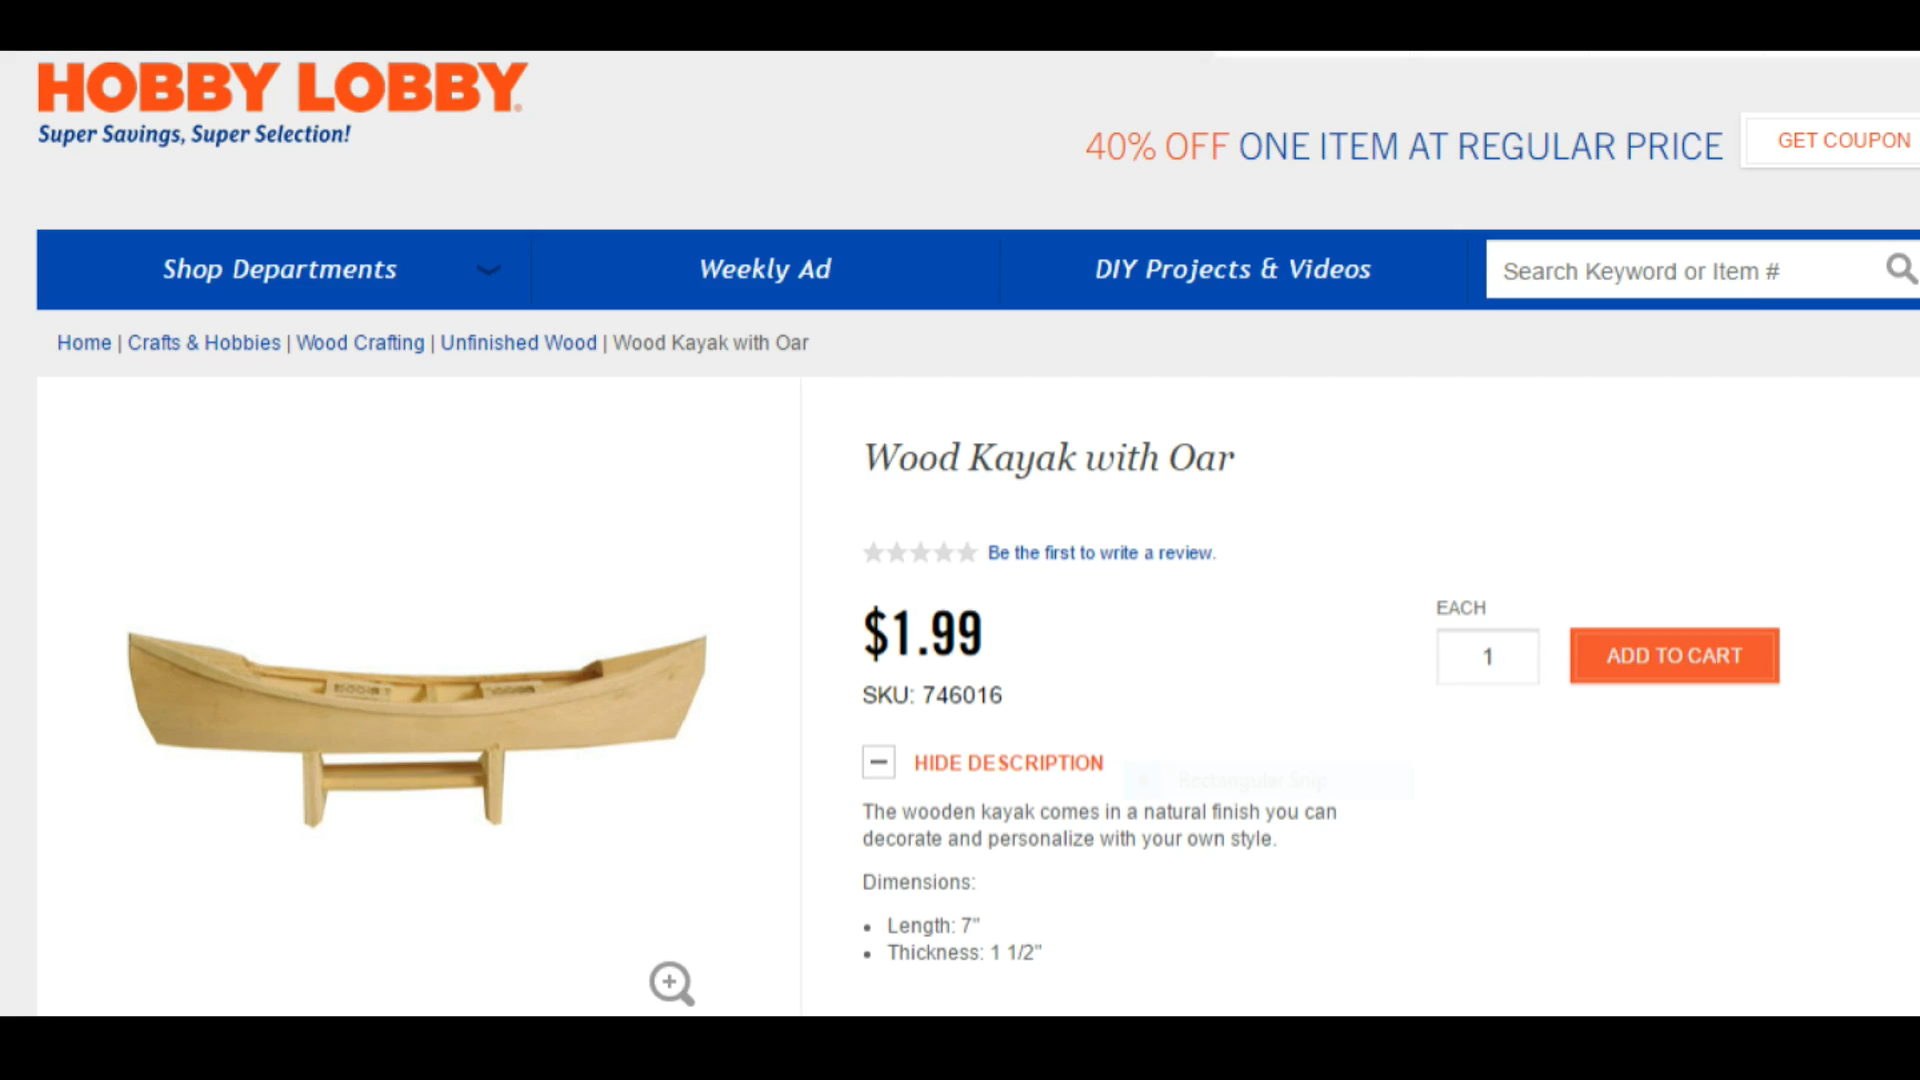 HOBBY LOBBY
Super Savings, Super Selection!
40% OFF ONE ITEM AT REGULAR PRICE
GET COUPON
Shop Departments
Weekly Ad
DIY Projects & Videos
Search Keyword or Item #
Home | Crafts & Hobbies | Wood Crafting | Unfinished Wood | Wood Kayak with Oar
Wood Kayak with Oar
Be the first to write a review.
$1.99
SKU: 746016
EACH
1
ADD TO CART
HIDE DESCRIPTION
Rectangular Snip
The wooden kayak comes in a natural finish you can
decorate and personalize with your own style.
Dimensions:
• Length: 7"
• Thickness: 1 1/2"